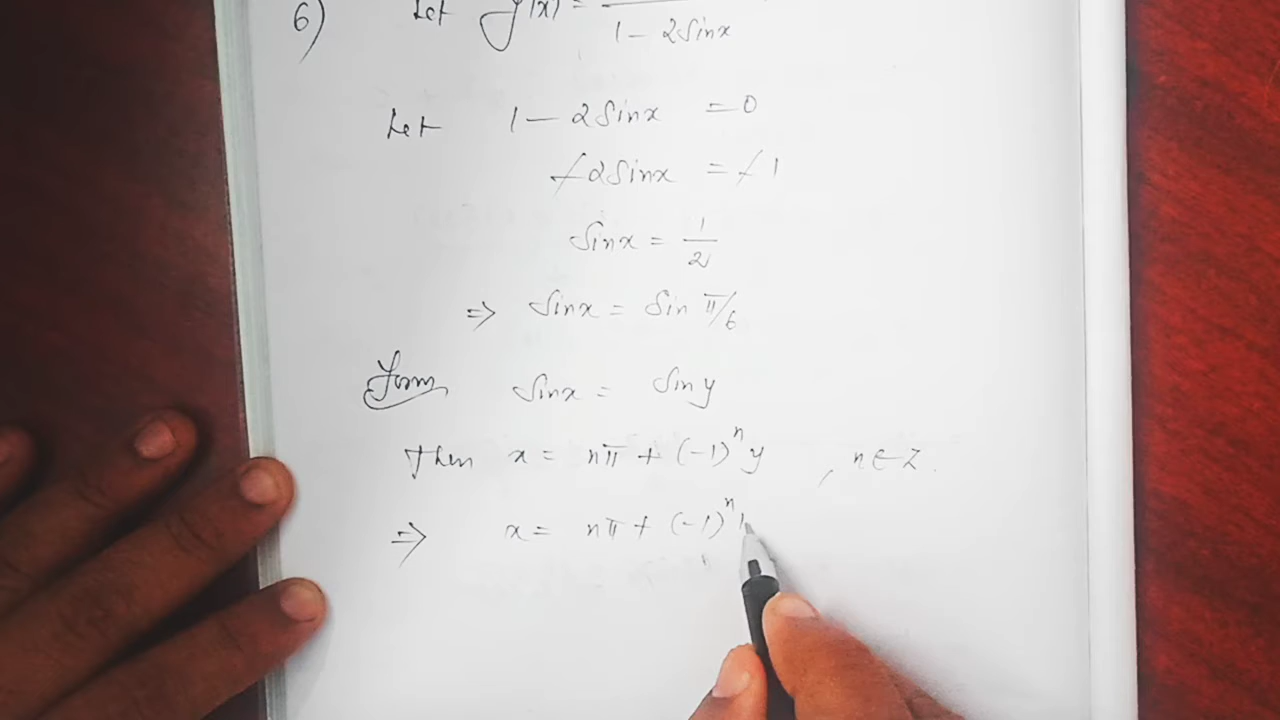 6) Let f(x) = 1 - 2Sinx
Let 1 - 2Sinx = 0
-2Sinx = -1
Sinx = 1/2
⇒ Sinx = Sin π/6
Form Sinx = Siny
Then x = nπ + (-1)^n y , n∈Z.
⇒ x = nπ + (-1)^n